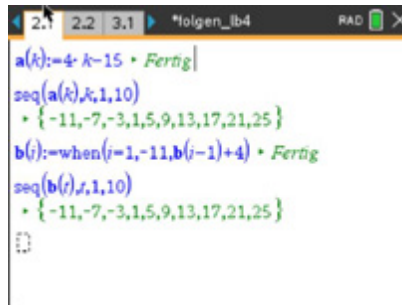 2.1 2.2 3.1 *folgen_lb4 RAD
a(k):=4·k−15 ▸ Fertig
seq(a(k),k,1,10)
▸ {−11,−7,−3,1,5,9,13,17,21,25}
b(i):=when(i=1,−11,b(i−1)+4) ▸ Fertig
seq(b(t),t,1,10)
▸ {−11,−7,−3,1,5,9,13,17,21,25}